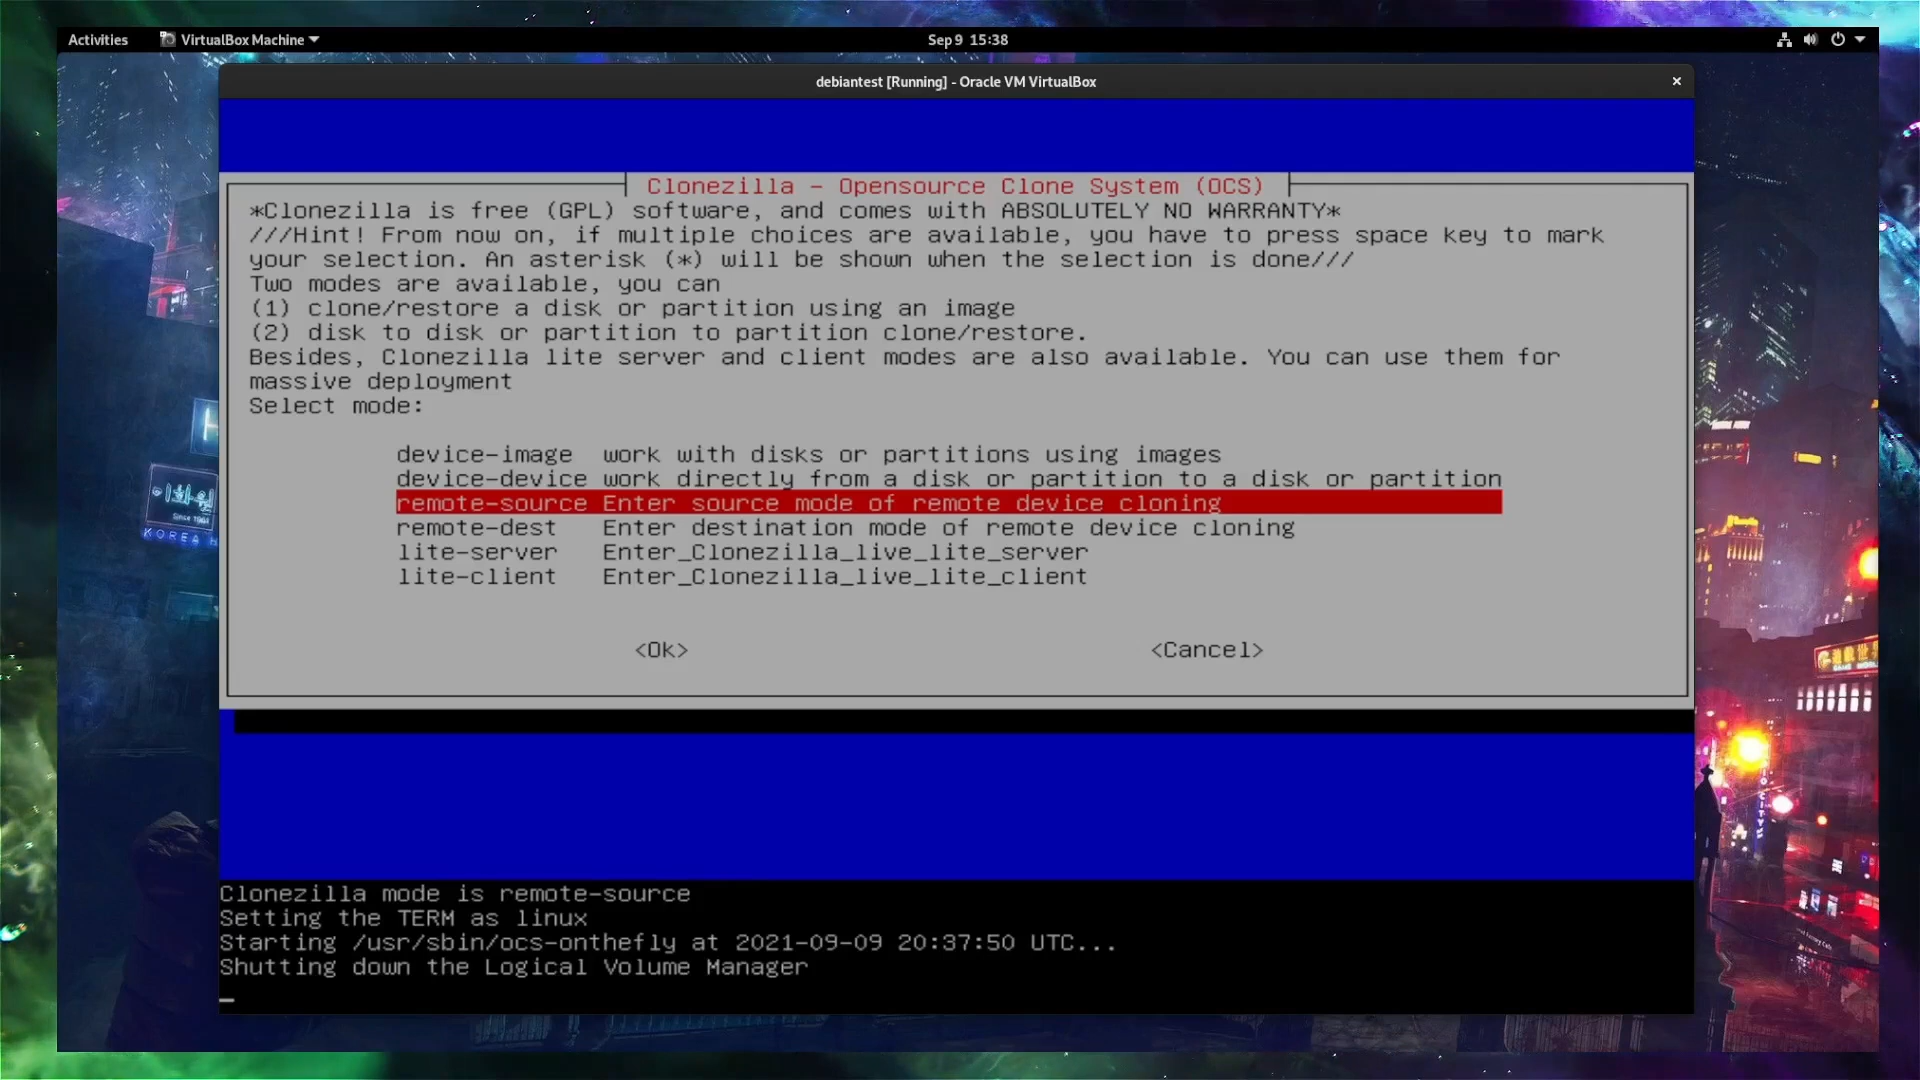 Activities
VirtualBox Machine
Sep 9 15:38
debiantest [Running] - Oracle VM VirtualBox
Clonezilla - Opensource Clone System (OCS)
*Clonezilla is free (GPL) software, and comes with ABSOLUTELY NO WARRANTY*
///Hint! From now on, if multiple choices are available, you have to press space key to mark
your selection. An asterisk (*) will be shown when the selection is done///
Two modes are available, you can
(1) clone/restore a disk or partition using an image
(2) disk to disk or partition to partition clone/restore.
Besides, Clonezilla lite server and client modes are also available. You can use them for
massive deployment
Select mode:
device-image work with disks or partitions using images
device-device work directly from a disk or partition to a disk or partition
remote-source Enter source mode of remote device cloning
remote-dest Enter destination mode of remote device cloning
lite-server Enter_Clonezilla_live_lite_server
lite-client Enter_Clonezilla_live_lite_client
<Ok> <Cancel>
Clonezilla mode is remote-source
Setting the TERM as linux
Starting /usr/sbin/ocs-onthefly at 2021-09-09 20:37:50 UTC...
Shutting down the Logical Volume Manager
Since 1984
KOREA